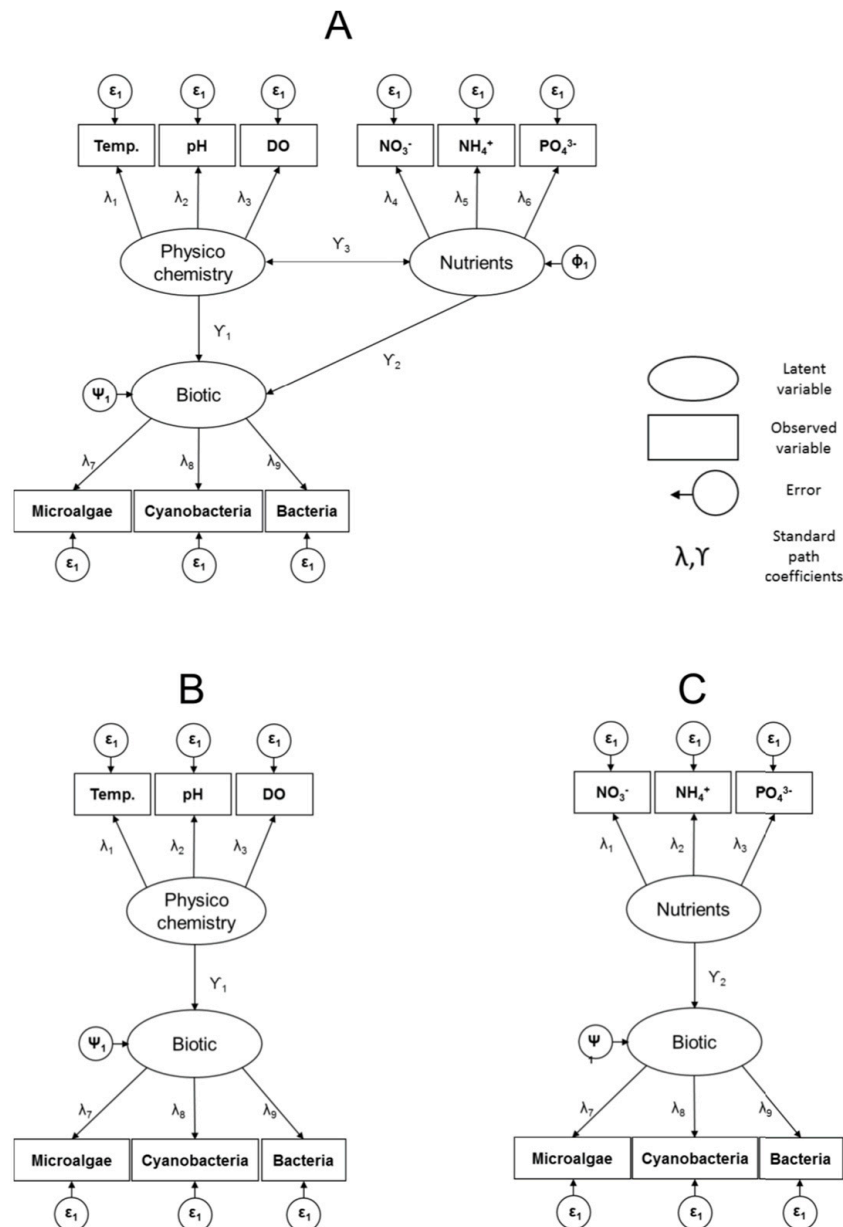 A
ε₁ ε₁ ε₁ ε₁ ε₁ ε₁
Temp. pH DO NO₃⁻ NH₄⁺ PO₄³⁻
λ₁ λ₂ λ₃ λ₄ λ₅ λ₆
Physico
chemistry
ϒ₃
Nutrients
ϕ₁
ϒ₁
ϒ₂
Ψ₁
Biotic
λ₇ λ₈ λ₉
Microalgae Cyanobacteria Bacteria
ε₁ ε₁ ε₁
Latent
variable
Observed
variable
Error
λ,ϒ
Standard
path
coefficients
B
ε₁ ε₁ ε₁
Temp. pH DO
λ₁ λ₂ λ₃
Physico
chemistry
ϒ₁
Ψ₁
Biotic
λ₇ λ₈ λ₉
Microalgae Cyanobacteria Bacteria
ε₁ ε₁ ε₁
C
ε₁ ε₁ ε₁
NO₃⁻ NH₄⁺ PO₄³⁻
λ₁ λ₂ λ₃
Nutrients
ϒ₂
Ψ₁
Biotic
λ₇ λ₈ λ₉
Microalgae Cyanobacteria Bacteria
ε₁ ε₁ ε₁